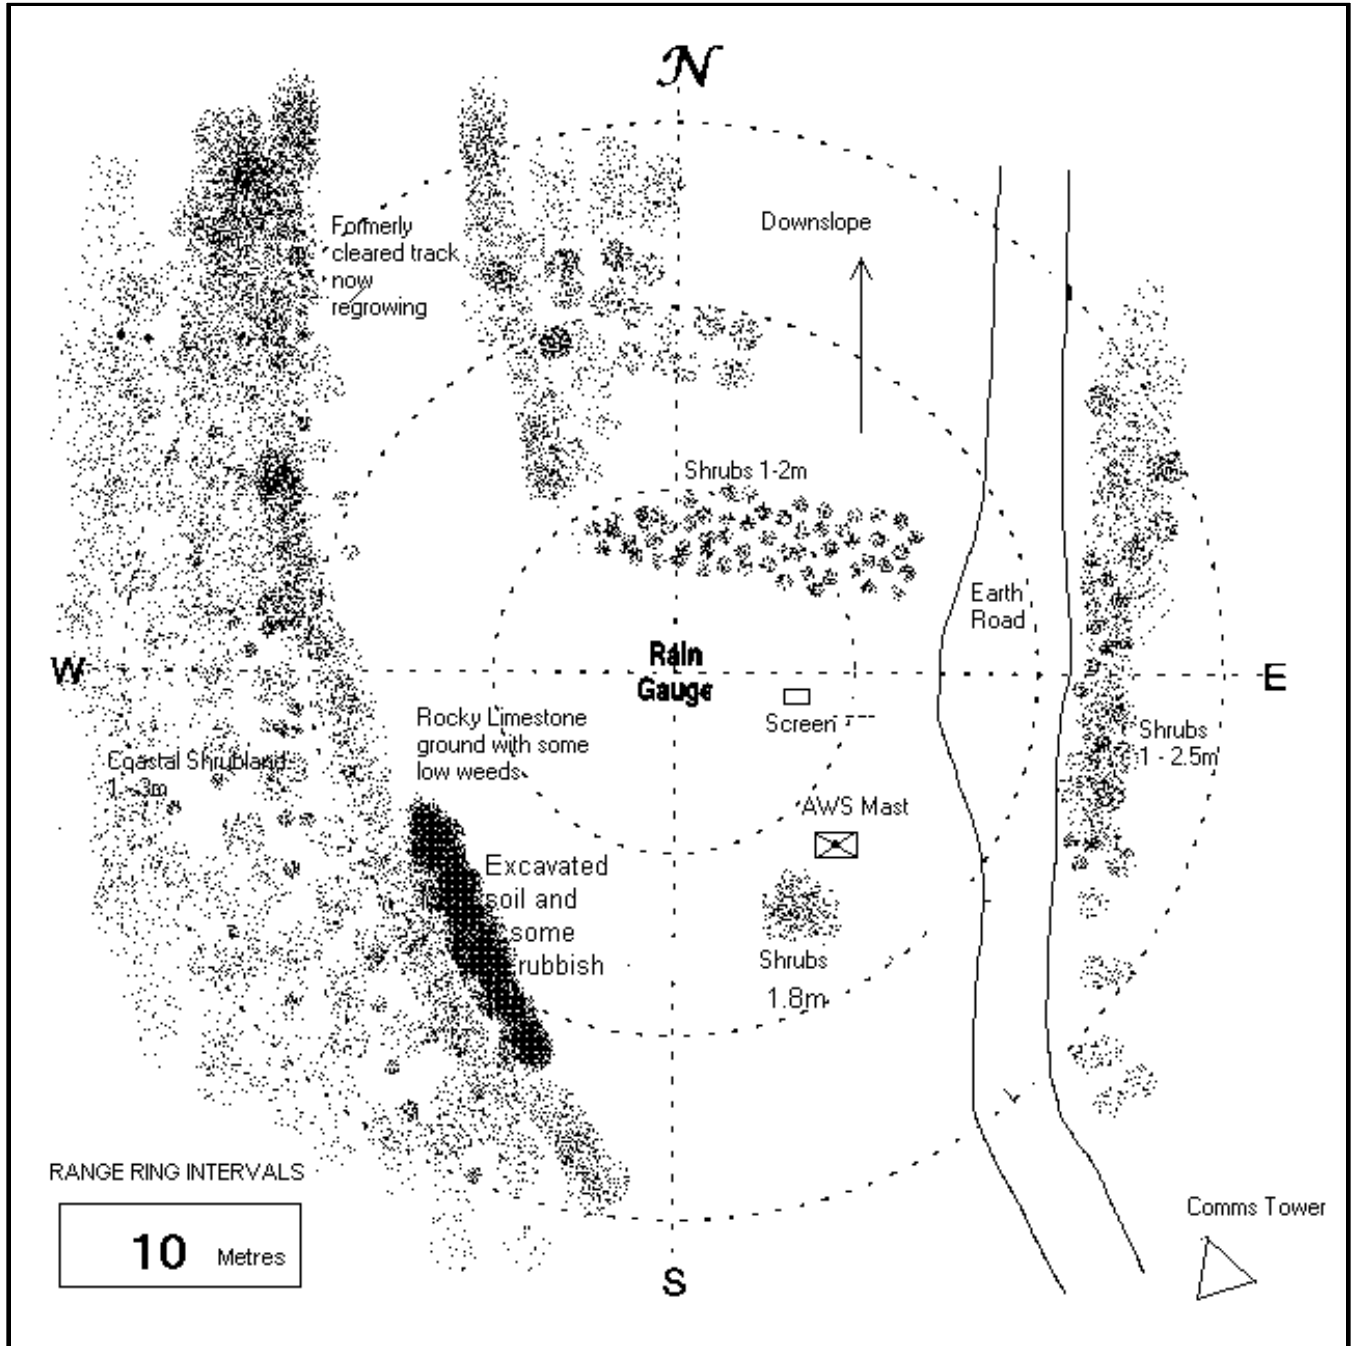 N
Formerly
cleared track
now
regrowing
Downslope
Shrubs 1-2m
Earth
Road
Rain
Gauge
W
E
Screen
Rocky Limestone
ground with some
low weeds
Shrubs
1 - 2.5m
Coastal Shrubland
1 - 3m
AWS Mast
Excavated
soil and
some
rubbish
Shrubs
1.8m
RANGE RING INTERVALS
10 Metres
Comms Tower
S